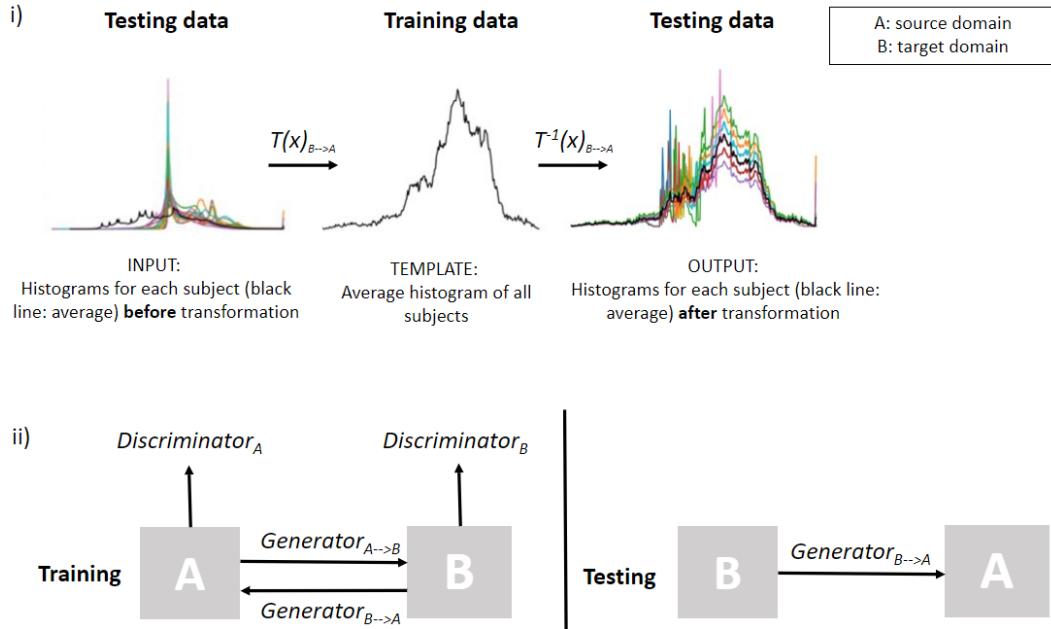 i)
Testing data
Training data
Testing data
A: source domain
B: target domain
T(x)B-->A
T-1(x)B-->A
INPUT:
Histograms for each subject (black
line: average) before transformation
TEMPLATE:
Average histogram of all
subjects
OUTPUT:
Histograms for each subject (black line:
average) after transformation
ii)
DiscriminatorA
DiscriminatorB
Training
A
GeneratorA-->B
GeneratorB-->A
B
Testing
B
GeneratorB-->A
A